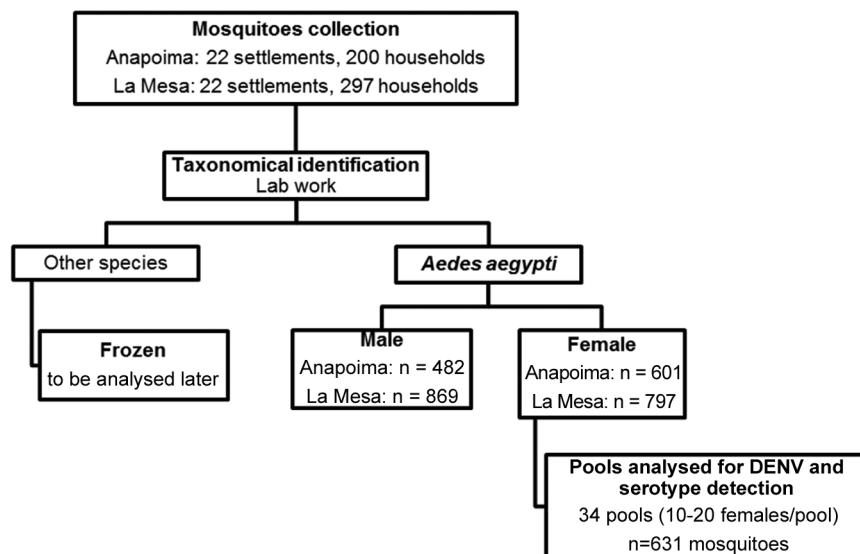 Mosquitoes collection
Anapoima: 22 settlements, 200 households
La Mesa: 22 settlements, 297 households
Taxonomical identification
Lab work
Other species
Aedes aegypti
Frozen
to be analysed later
Male
Anapoima: n = 482
La Mesa: n = 869
Female
Anapoima: n = 601
La Mesa: n = 797
Pools analysed for DENV and
serotype detection
34 pools (10-20 females/pool)
n=631 mosquitoes